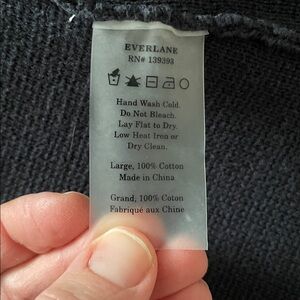 EVERLANE
RN# 139393
Hand Wash Cold.
Do Not Bleach.
Lay Flat to Dry.
Low Heat Iron or
Dry Clean.
Large, 100% Cotton
Made in China
Grand, 100% Coton
Fabriqué aux Chine